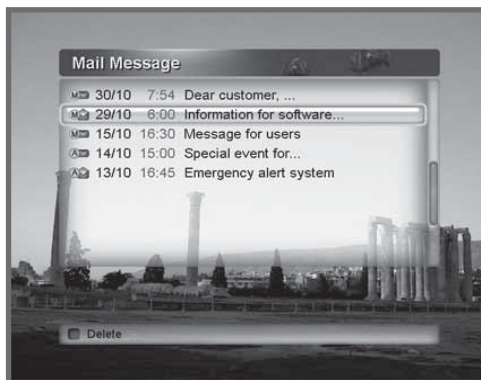 Mail Message
M 30/10 7:54 Dear customer, ...
M 29/10 6:00 Information for software...
M 15/10 16:30 Message for users
A 14/10 15:00 Special event for...
A 13/10 16:45 Emergency alert system
Delete